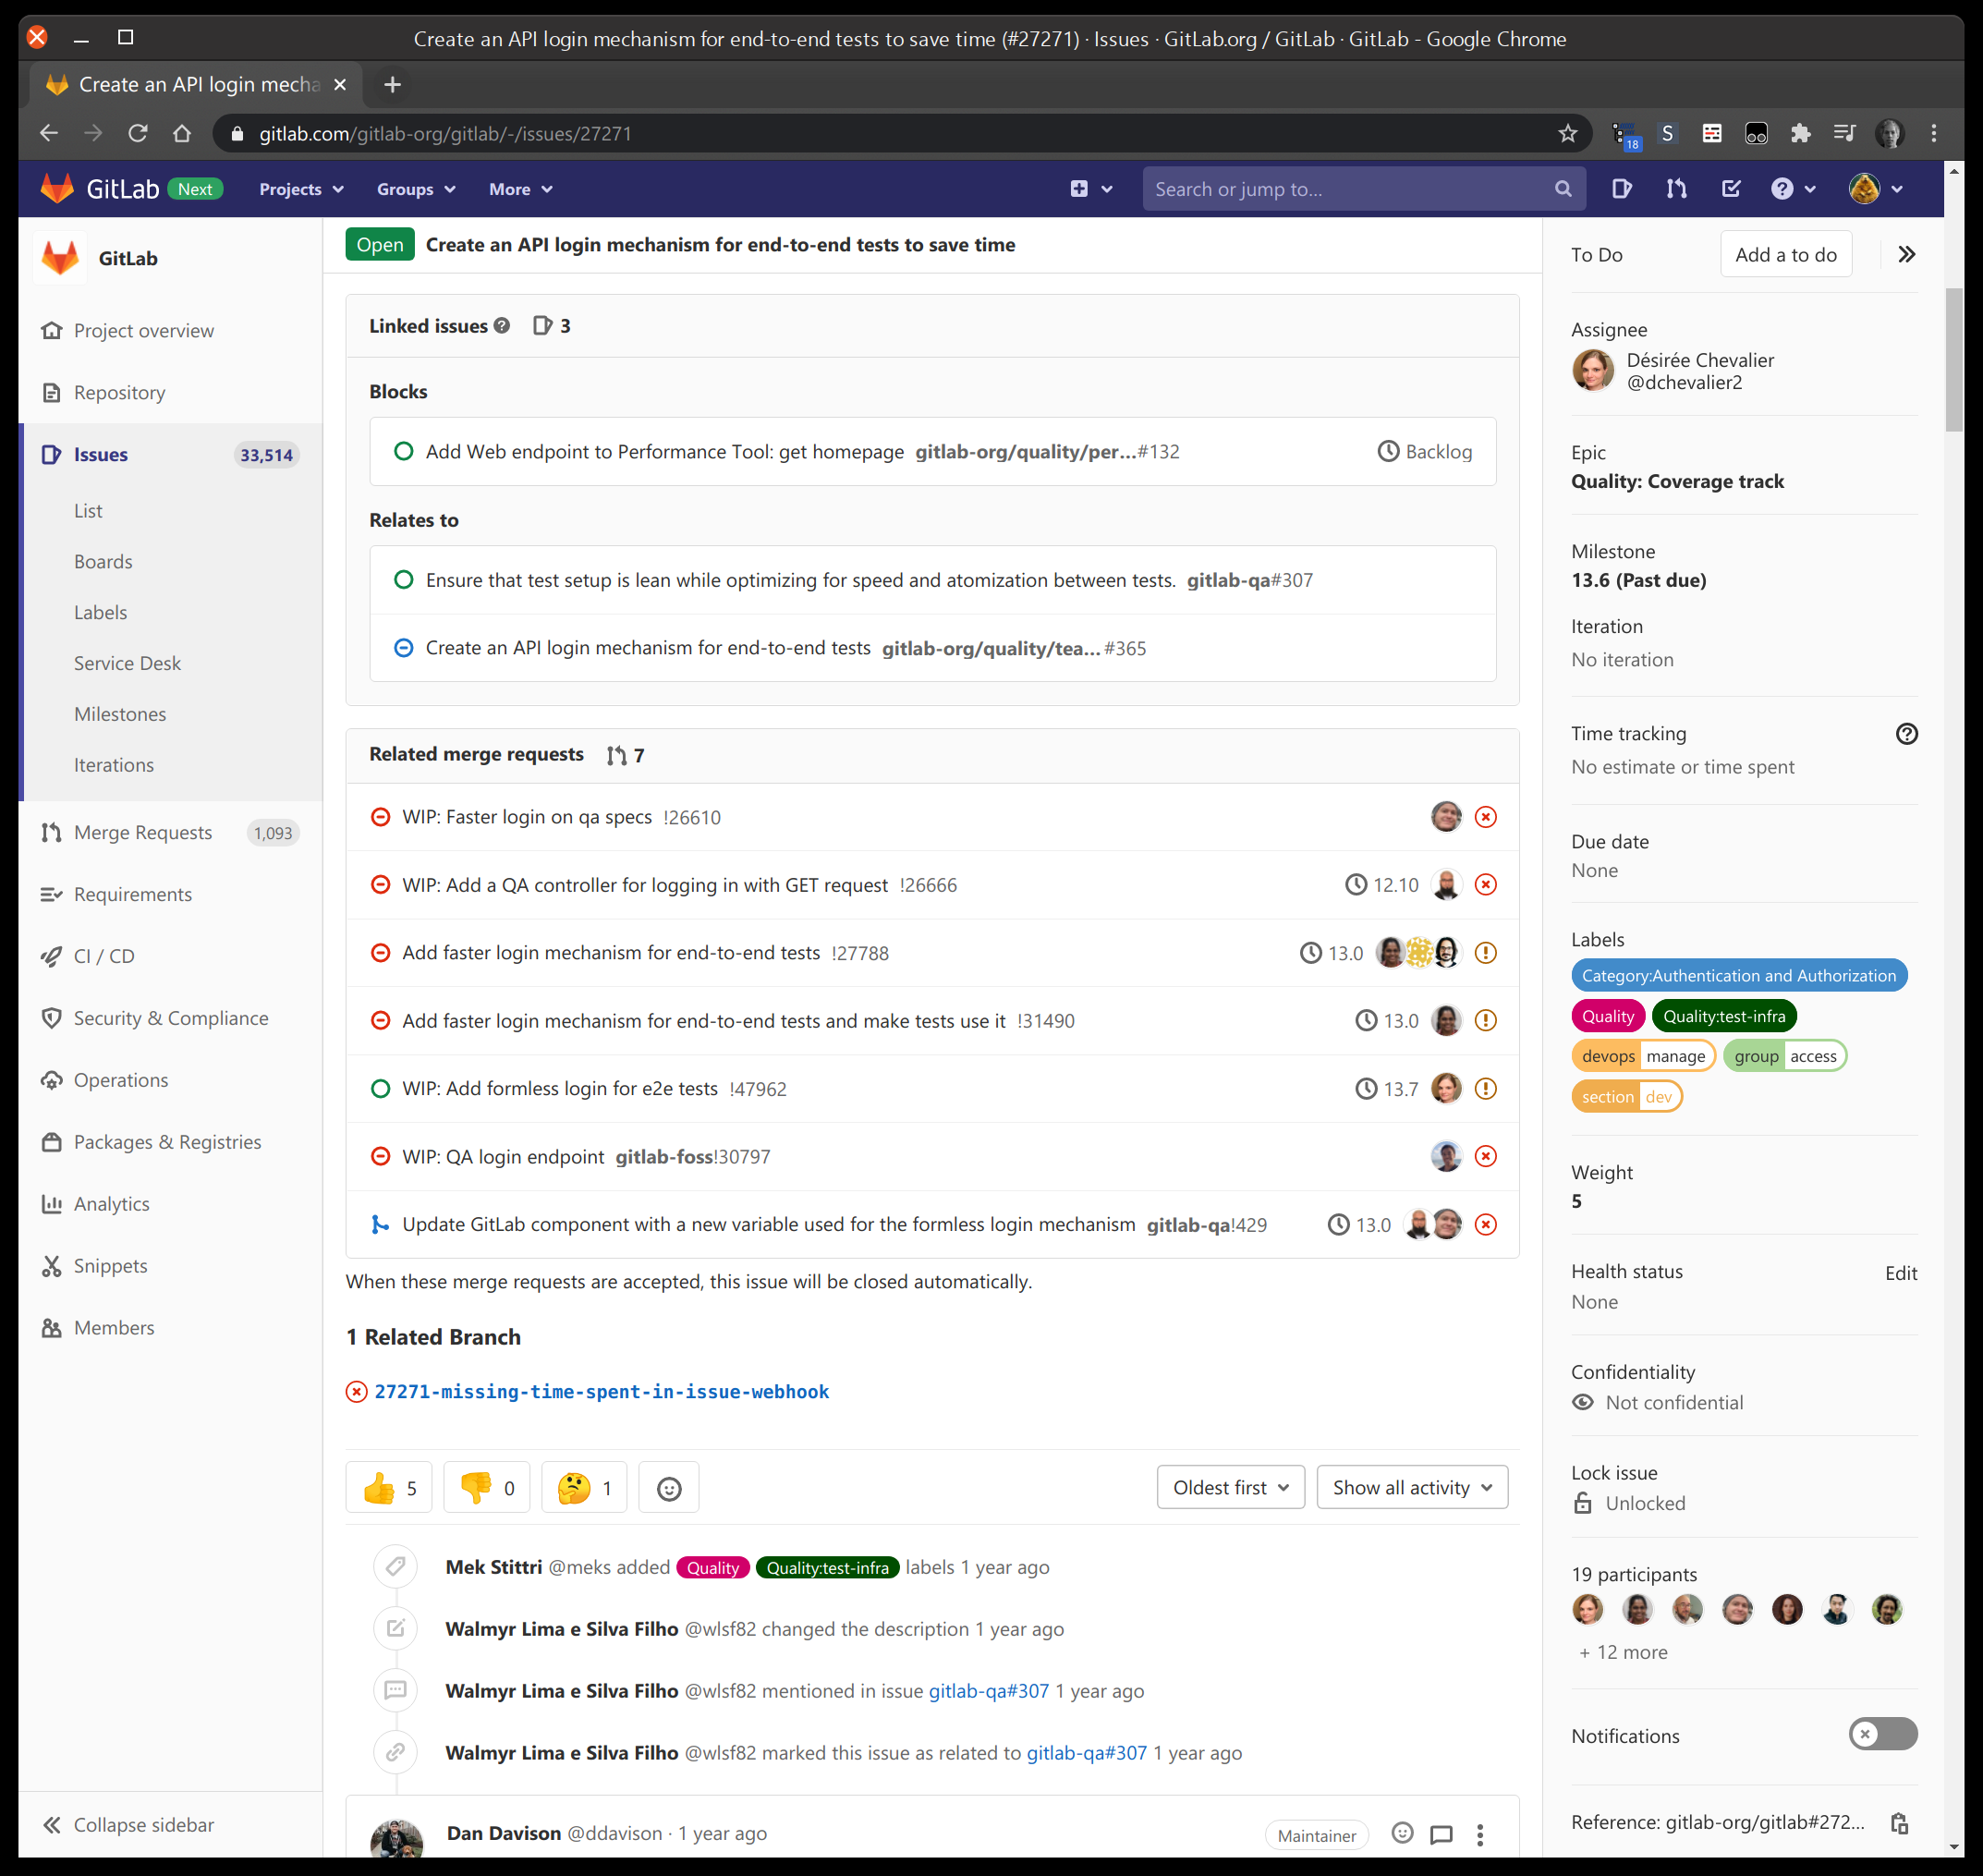 Create an API login mechanism for end-to-end tests to save time (#27271) · Issues · GitLab.org / GitLab · GitLab - Google Chrome
Create an API login mecha
gitlab.com/gitlab-org/gitlab/-/issues/27271
18
S
GitLab Next
Projects
Groups
More
Search or jump to...
GitLab
Project overview
Repository
Issues 33,514
List
Boards
Labels
Service Desk
Milestones
Iterations
Merge Requests 1,093
Requirements
CI / CD
Security & Compliance
Operations
Packages & Registries
Analytics
Snippets
Members
Collapse sidebar
Open Create an API login mechanism for end-to-end tests to save time
Linked issues 3
Blocks
Add Web endpoint to Performance Tool: get homepage gitlab-org/quality/per...#132 Backlog
Relates to
Ensure that test setup is lean while optimizing for speed and atomization between tests. gitlab-qa#307
Create an API login mechanism for end-to-end tests gitlab-org/quality/tea...#365
Related merge requests 7
WIP: Faster login on qa specs !26610
WIP: Add a QA controller for logging in with GET request !26666 12.10
Add faster login mechanism for end-to-end tests !27788 13.0
Add faster login mechanism for end-to-end tests and make tests use it !31490 13.0
WIP: Add formless login for e2e tests !47962 13.7
WIP: QA login endpoint gitlab-foss!30797
Update GitLab component with a new variable used for the formless login mechanism gitlab-qa!429 13.0
When these merge requests are accepted, this issue will be closed automatically.
1 Related Branch
27271-missing-time-spent-in-issue-webhook
5
0
1
Oldest first
Show all activity
Mek Stittri @meks added Quality Quality:test-infra labels 1 year ago
Walmyr Lima e Silva Filho @wlsf82 changed the description 1 year ago
Walmyr Lima e Silva Filho @wlsf82 mentioned in issue gitlab-qa#307 1 year ago
Walmyr Lima e Silva Filho @wlsf82 marked this issue as related to gitlab-qa#307 1 year ago
Dan Davison @ddavison · 1 year ago Maintainer
To Do Add a to do
Assignee
Désirée Chevalier
@dchevalier2
Epic
Quality: Coverage track
Milestone
13.6 (Past due)
Iteration
No iteration
Time tracking
No estimate or time spent
Due date
None
Labels
Category:Authentication and Authorization
Quality Quality:test-infra
devops manage group access
section dev
Weight
5
Health status Edit
None
Confidentiality
Not confidential
Lock issue
Unlocked
19 participants
+ 12 more
Notifications
Reference: gitlab-org/gitlab#272...